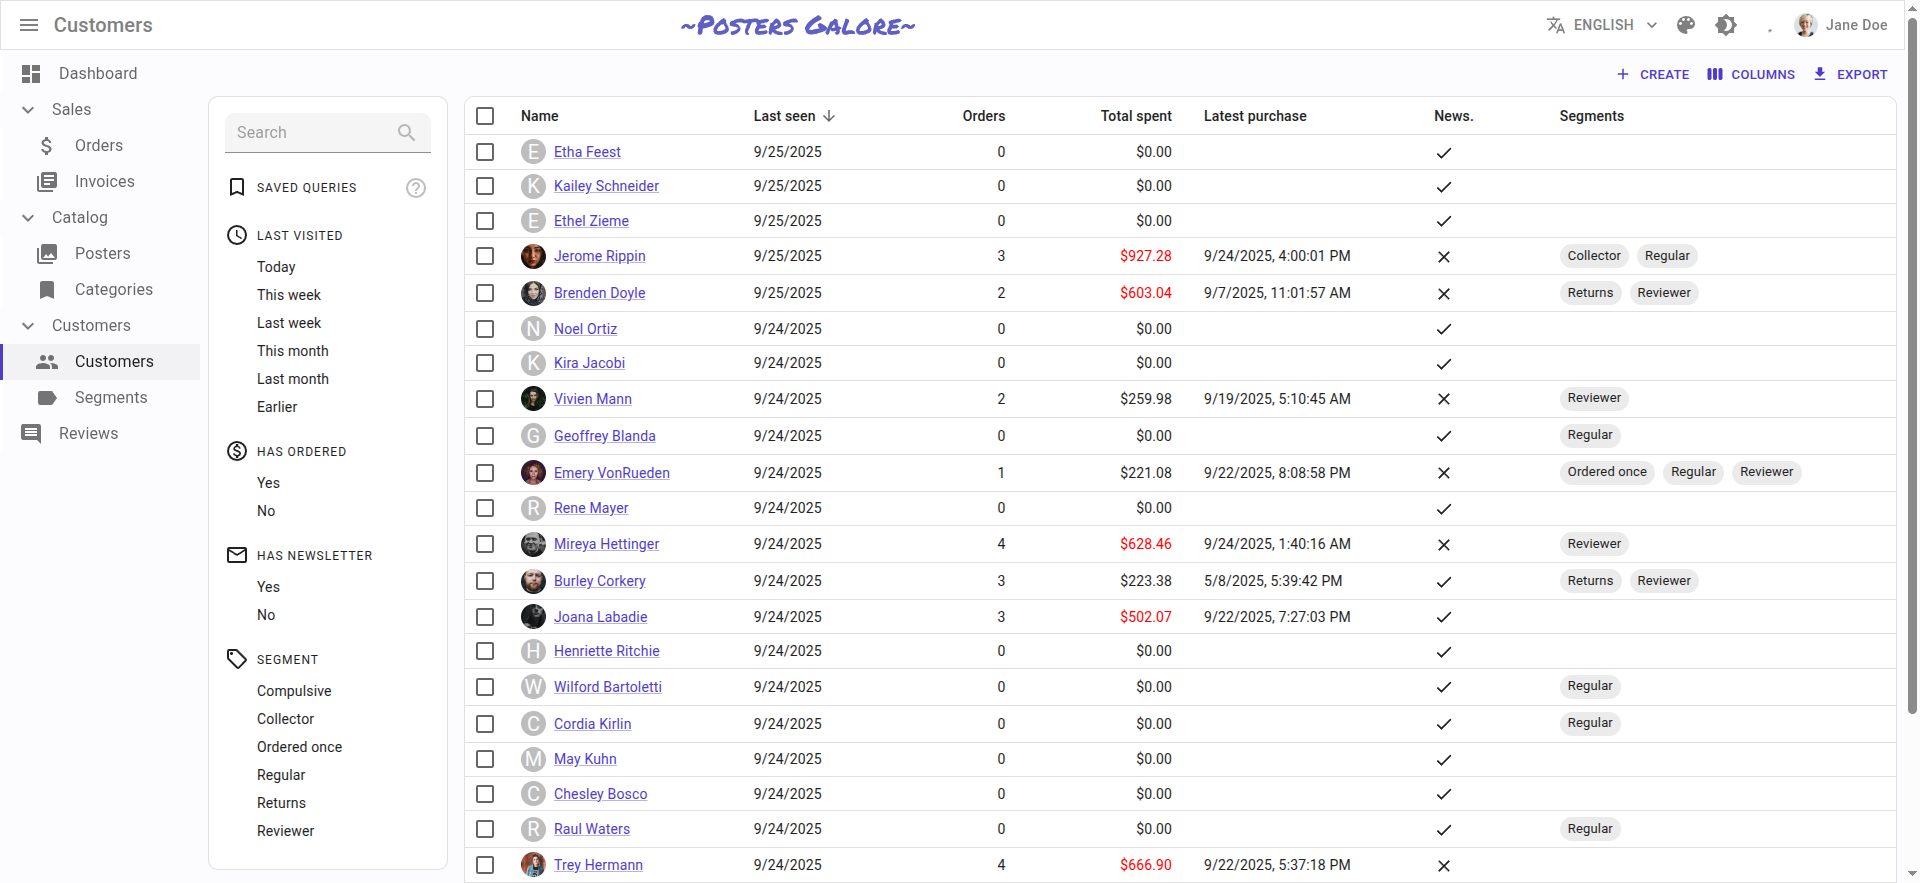 Customers
~Posters Galore~
ENGLISH
Jane Doe
Dashboard
Sales
Orders
Invoices
Catalog
Posters
Categories
Customers
Customers
Segments
Reviews
CREATE
COLUMNS
EXPORT
Search
SAVED QUERIES
?
LAST VISITED
Today
This week
Last week
This month
Last month
Earlier
HAS ORDERED
Yes
No
HAS NEWSLETTER
Yes
No
SEGMENT
Compulsive
Collector
Ordered once
Regular
Returns
Reviewer
Name Last seen Orders Total spent Latest purchase News. Segments
E Etha Feest 9/25/2025 0 $0.00
K Kailey Schneider 9/25/2025 0 $0.00
E Ethel Zieme 9/25/2025 0 $0.00
Jerome Rippin 9/25/2025 3 $927.28 9/24/2025, 4:00:01 PM Collector Regular
Brenden Doyle 9/25/2025 2 $603.04 9/7/2025, 11:01:57 AM Returns Reviewer
N Noel Ortiz 9/24/2025 0 $0.00
K Kira Jacobi 9/24/2025 0 $0.00
Vivien Mann 9/24/2025 2 $259.98 9/19/2025, 5:10:45 AM Reviewer
G Geoffrey Blanda 9/24/2025 0 $0.00 Regular
Emery VonRueden 9/24/2025 1 $221.08 9/22/2025, 8:08:58 PM Ordered once Regular Reviewer
R Rene Mayer 9/24/2025 0 $0.00
Mireya Hettinger 9/24/2025 4 $628.46 9/24/2025, 1:40:16 AM Reviewer
Burley Corkery 9/24/2025 3 $223.38 5/8/2025, 5:39:42 PM Returns Reviewer
Joana Labadie 9/24/2025 3 $502.07 9/22/2025, 7:27:03 PM
H Henriette Ritchie 9/24/2025 0 $0.00
W Wilford Bartoletti 9/24/2025 0 $0.00 Regular
C Cordia Kirlin 9/24/2025 0 $0.00 Regular
M May Kuhn 9/24/2025 0 $0.00
C Chesley Bosco 9/24/2025 0 $0.00
R Raul Waters 9/24/2025 0 $0.00 Regular
Trey Hermann 9/24/2025 4 $666.90 9/22/2025, 5:37:18 PM